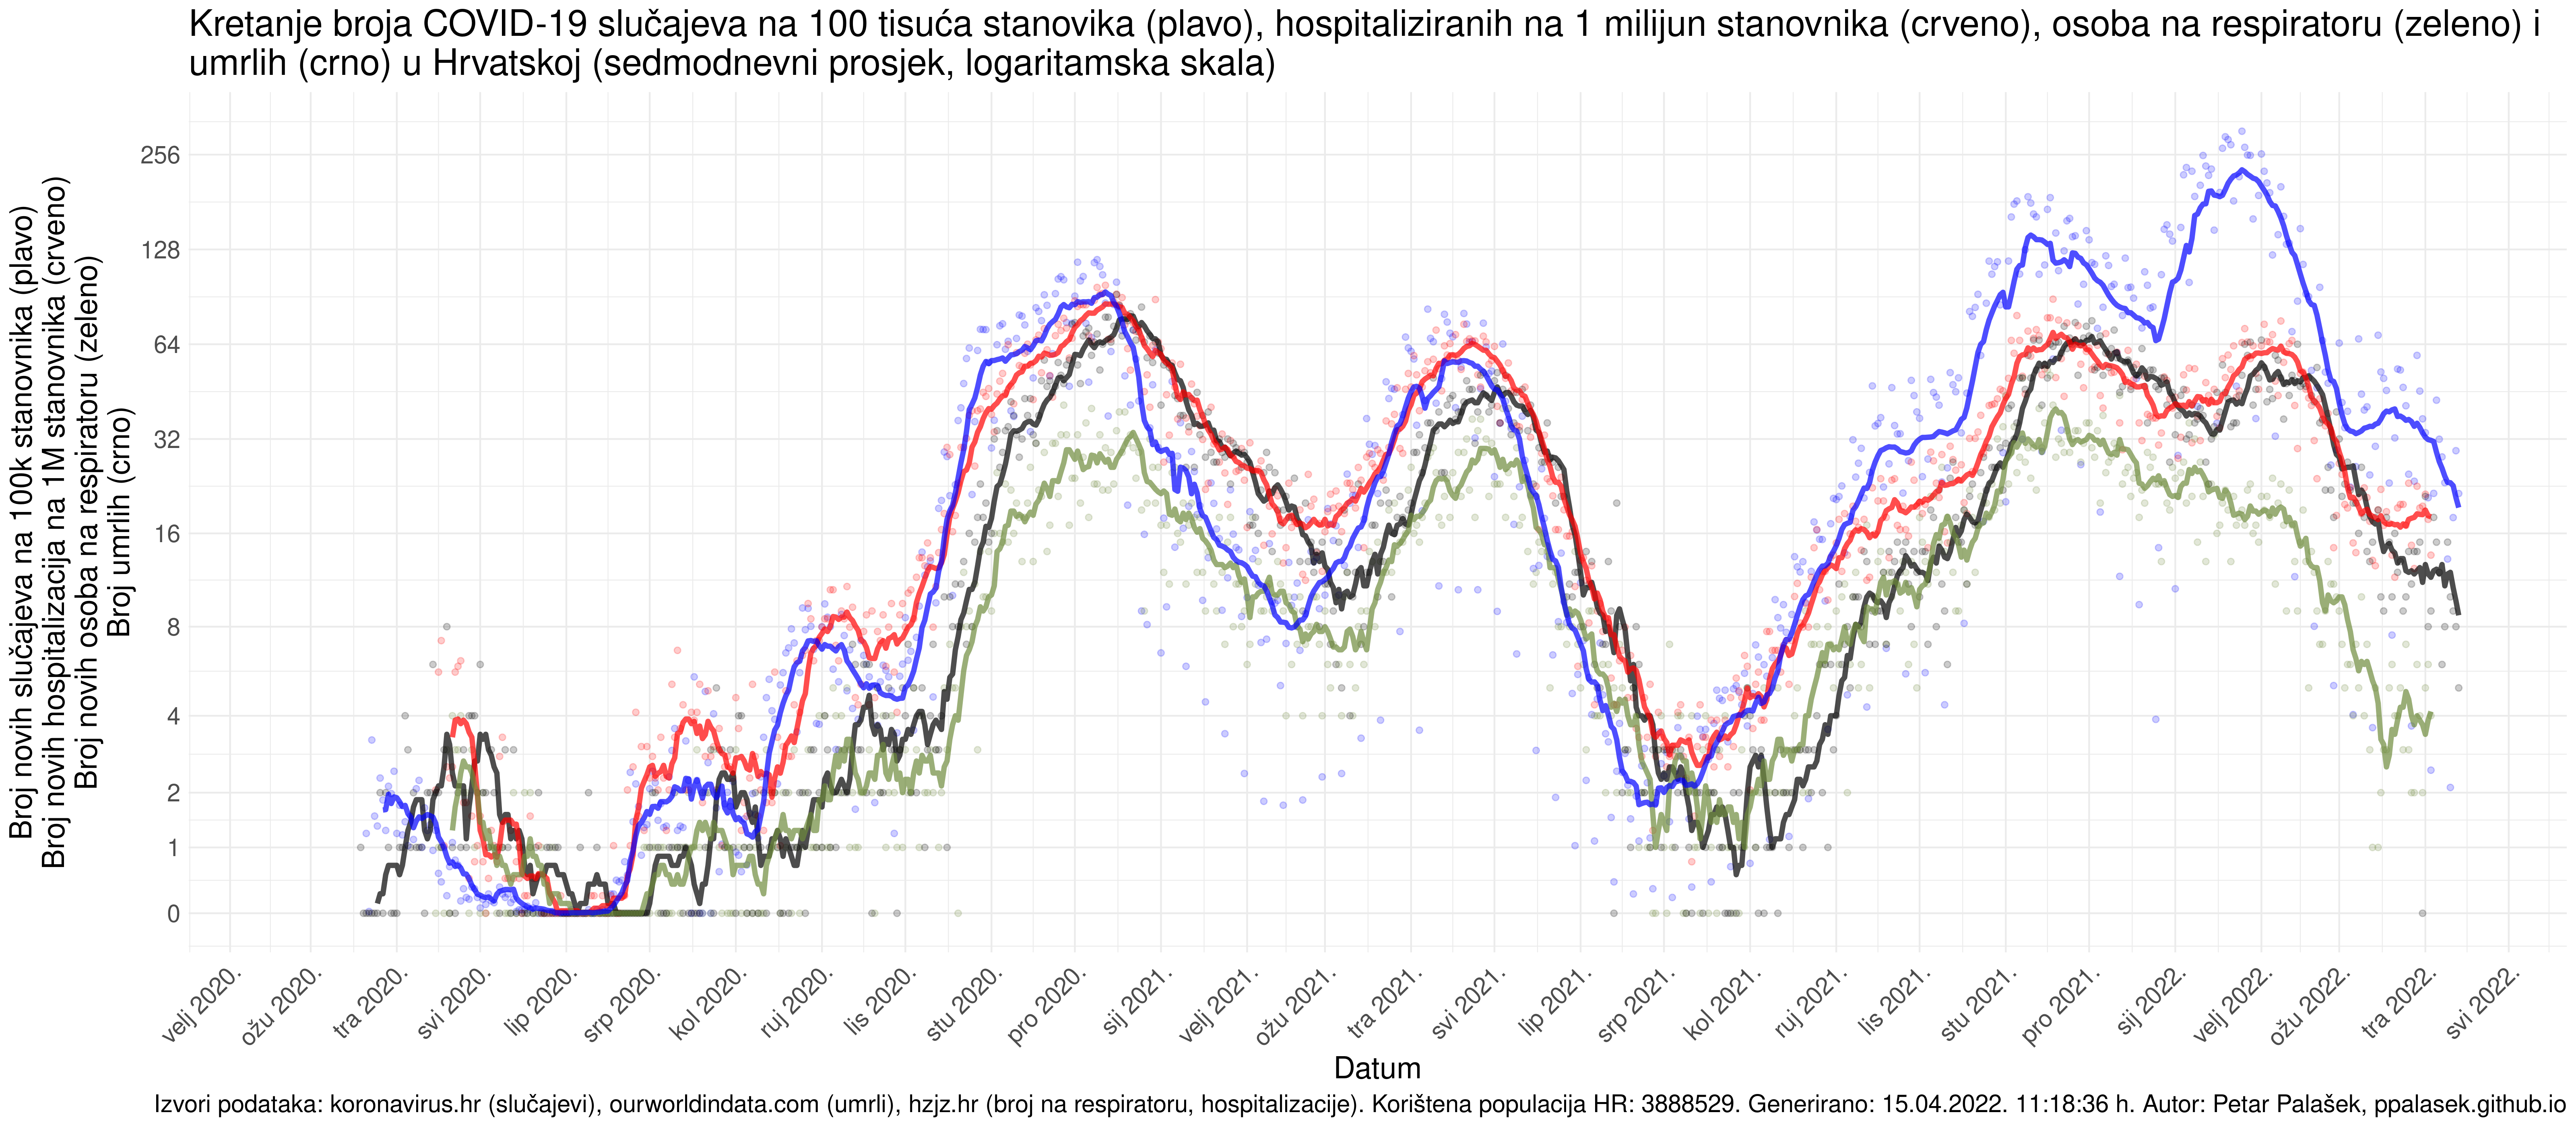 Kretanje broja COVID-19 slučajeva na 100 tisuća stanovika (plavo), hospitaliziranih na 1 milijun stanovnika (crveno), osoba na respiratoru (zeleno) i
umrlih (crno) u Hrvatskoj (sedmodnevni prosjek, logaritamska skala)
Broj novih slučajeva na 100k stanovnika (plavo)
Broj novih hospitalizacija na 1M stanovnika (crveno)
Broj novih osoba na respiratoru (zeleno)
Broj umrlih (crno)
256
128
64
32
16
8
4
2
1
0
velj 2020.
ožu 2020.
tra 2020.
svi 2020.
lip 2020.
srp 2020.
kol 2020.
ruj 2020.
lis 2020.
stu 2020.
pro 2020.
sij 2021.
velj 2021.
ožu 2021.
tra 2021.
svi 2021.
lip 2021.
srp 2021.
kol 2021.
ruj 2021.
lis 2021.
stu 2021.
pro 2021.
sij 2022.
velj 2022.
ožu 2022.
tra 2022.
svi 2022.
Datum
Izvori podataka: koronavirus.hr (slučajevi), ourworldindata.com (umrli), hzjz.hr (broj na respiratoru, hospitalizacije). Korištena populacija HR: 3888529. Generirano: 15.04.2022. 11:18:36 h. Autor: Petar Palašek, ppalasek.github.io